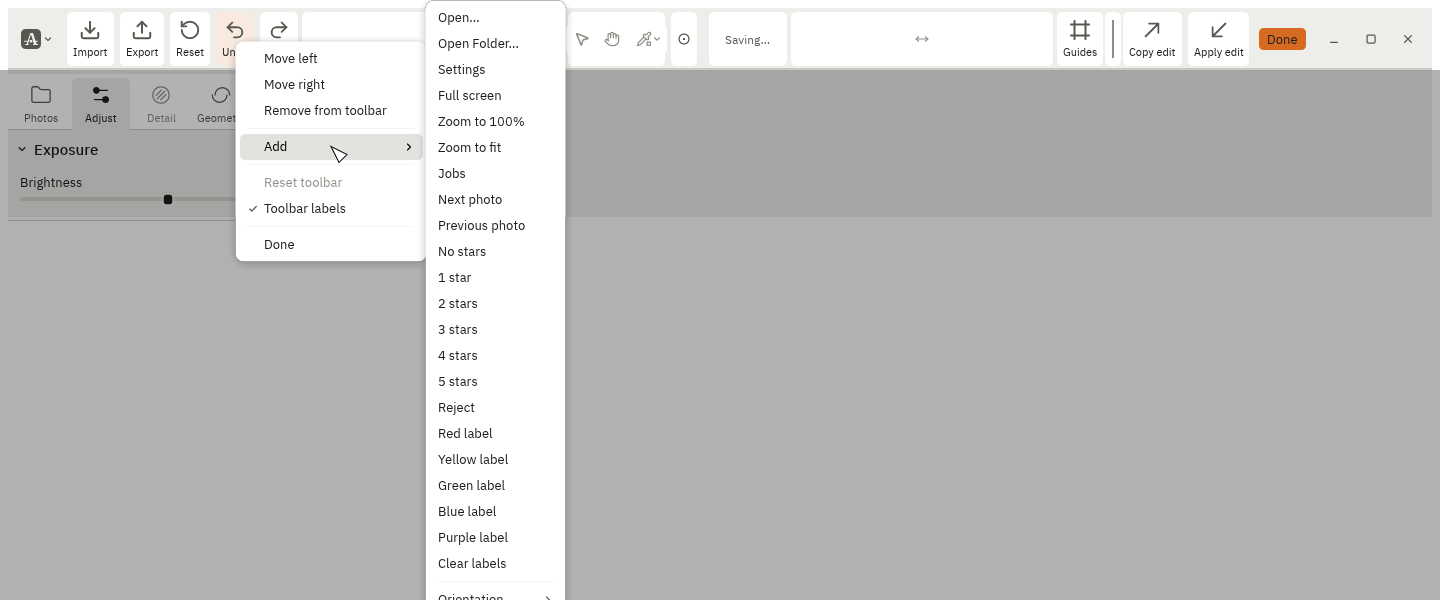 A
Import
Export
Reset
Saving...
Guides
Copy edit
Apply edit
Done
Photos
Adjust
Detail
Exposure
Brightness
Move left
Move right
Remove from toolbar
Add
Reset toolbar
Toolbar labels
Done
Open...
Open Folder...
Settings
Full screen
Zoom to 100%
Zoom to fit
Jobs
Next photo
Previous photo
No stars
1 star
2 stars
3 stars
4 stars
5 stars
Reject
Red label
Yellow label
Green label
Blue label
Purple label
Clear labels
Orientation